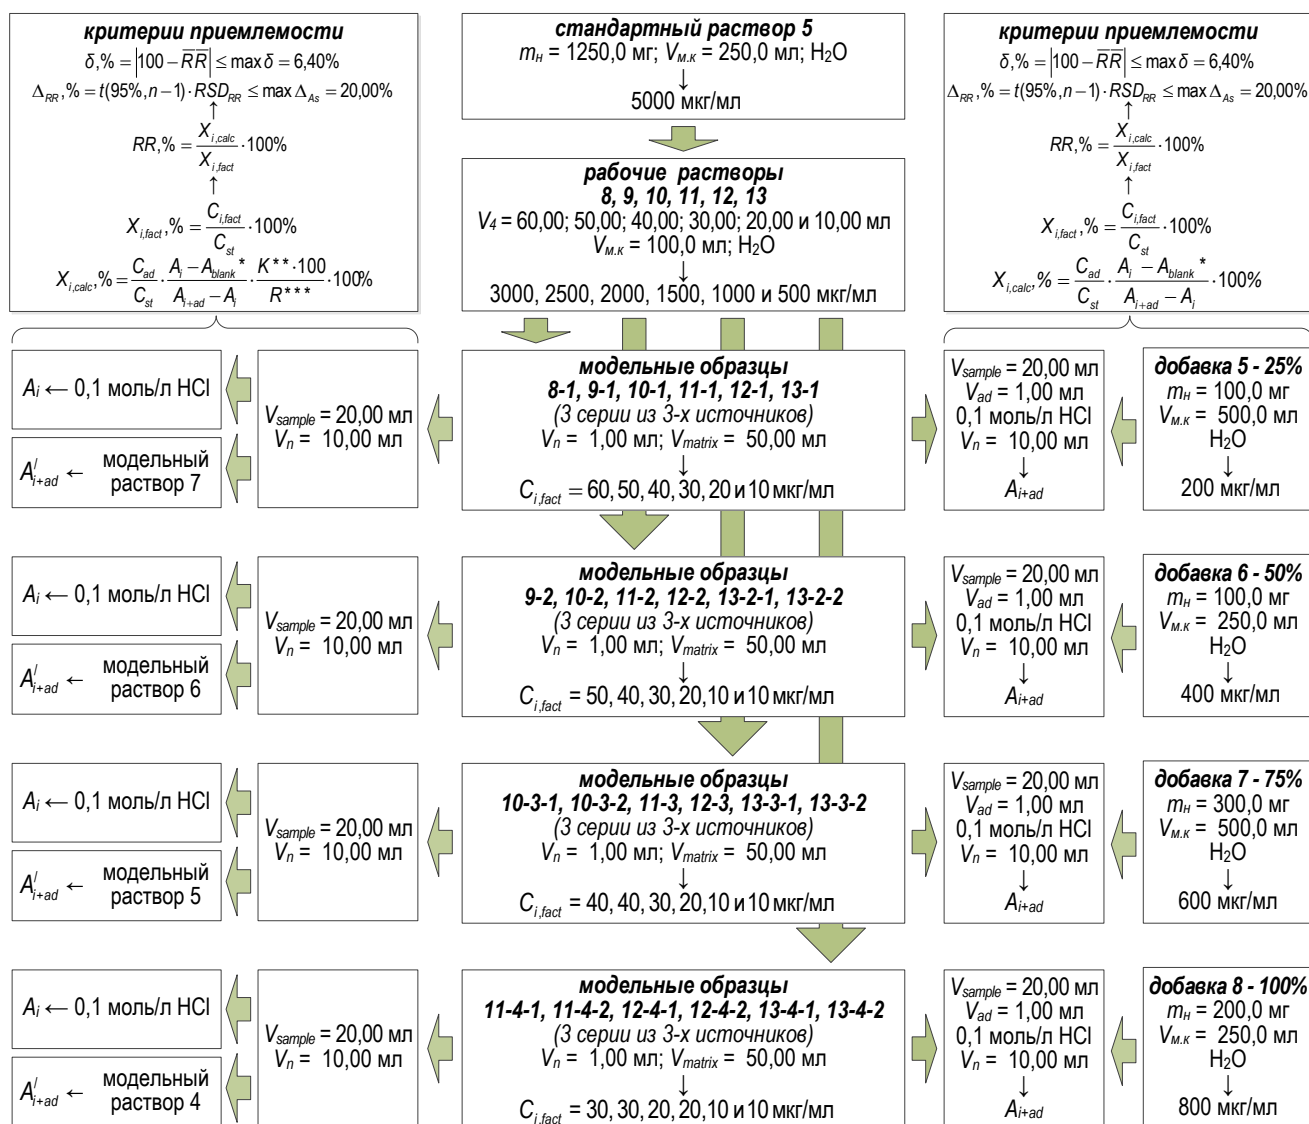 критерии приемлемости
δ,% = |100 − R̅R̅| ≤ max δ = 6,40%
Δ_RR,% = t(95%, n − 1) · RSD_RR ≤ max Δ_As = 20,00%
↑
RR,% = X_i,calc / X_i,fact · 100%
↑
X_i,fact,% = C_i,fact / C_st · 100%
X_i,calc,% = C_ad / C_st · (A_i − A_blank*) / (A_i+ad − A_i) · (K** · 100) / R*** · 100%
стандартный раствор 5
m_н = 1250,0 мг; V_м.к = 250,0 мл; H₂O
↓
5000 мкг/мл
рабочие растворы
8, 9, 10, 11, 12, 13
V₄ = 60,00; 50,00; 40,00; 30,00; 20,00 и 10,00 мл
V_м.к = 100,0 мл; H₂O
↓
3000, 2500, 2000, 1500, 1000 и 500 мкг/мл
критерии приемлемости
δ,% = |100 − R̅R̅| ≤ max δ = 6,40%
Δ_RR,% = t(95%, n − 1) · RSD_RR ≤ max Δ_As = 20,00%
↑
RR,% = X_i,calc / X_i,fact · 100%
↑
X_i,fact,% = C_i,fact / C_st · 100%
X_i,calc,% = C_ad / C_st · (A_i − A_blank*) / (A_i+ad − A_i) · 100%
A_i ← 0,1 моль/л HCl
A′_i+ad ← модельный
раствор 7
V_sample = 20,00 мл
V_n = 10,00 мл
модельные образцы
8-1, 9-1, 10-1, 11-1, 12-1, 13-1
(3 серии из 3-х источников)
V_n = 1,00 мл; V_matrix = 50,00 мл
↓
C_i,fact = 60, 50, 40, 30, 20 и 10 мкг/мл
V_sample = 20,00 мл
V_ad = 1,00 мл
0,1 моль/л HCl
V_n = 10,00 мл
↓
A_i+ad
добавка 5 - 25%
m_н = 100,0 мг
V_м.к = 500,0 мл
H₂O
↓
200 мкг/мл
A_i ← 0,1 моль/л HCl
A′_i+ad ← модельный
раствор 6
V_sample = 20,00 мл
V_n = 10,00 мл
модельные образцы
9-2, 10-2, 11-2, 12-2, 13-2-1, 13-2-2
(3 серии из 3-х источников)
V_n = 1,00 мл; V_matrix = 50,00 мл
↓
C_i,fact = 50, 40, 30, 20,10 и 10 мкг/мл
V_sample = 20,00 мл
V_ad = 1,00 мл
0,1 моль/л HCl
V_n = 10,00 мл
↓
A_i+ad
добавка 6 - 50%
m_н = 100,0 мг
V_м.к = 250,0 мл
H₂O
↓
400 мкг/мл
A_i ← 0,1 моль/л HCl
A′_i+ad ← модельный
раствор 5
V_sample = 20,00 мл
V_n = 10,00 мл
модельные образцы
10-3-1, 10-3-2, 11-3, 12-3, 13-3-1, 13-3-2
(3 серии из 3-х источников)
V_n = 1,00 мл; V_matrix = 50,00 мл
↓
C_i,fact = 40, 40, 30, 20,10 и 10 мкг/мл
V_sample = 20,00 мл
V_ad = 1,00 мл
0,1 моль/л HCl
V_n = 10,00 мл
↓
A_i+ad
добавка 7 - 75%
m_н = 300,0 мг
V_м.к = 500,0 мл
H₂O
↓
600 мкг/мл
A_i ← 0,1 моль/л HCl
A′_i+ad ← модельный
раствор 4
V_sample = 20,00 мл
V_n = 10,00 мл
модельные образцы
11-4-1, 11-4-2, 12-4-1, 12-4-2, 13-4-1, 13-4-2
(3 серии из 3-х источников)
V_n = 1,00 мл; V_matrix = 50,00 мл
↓
C_i,fact = 30, 30, 20, 20,10 и 10 мкг/мл
V_sample = 20,00 мл
V_ad = 1,00 мл
0,1 моль/л HCl
V_n = 10,00 мл
↓
A_i+ad
добавка 8 - 100%
m_н = 200,0 мг
V_м.к = 250,0 мл
H₂O
↓
800 мкг/мл